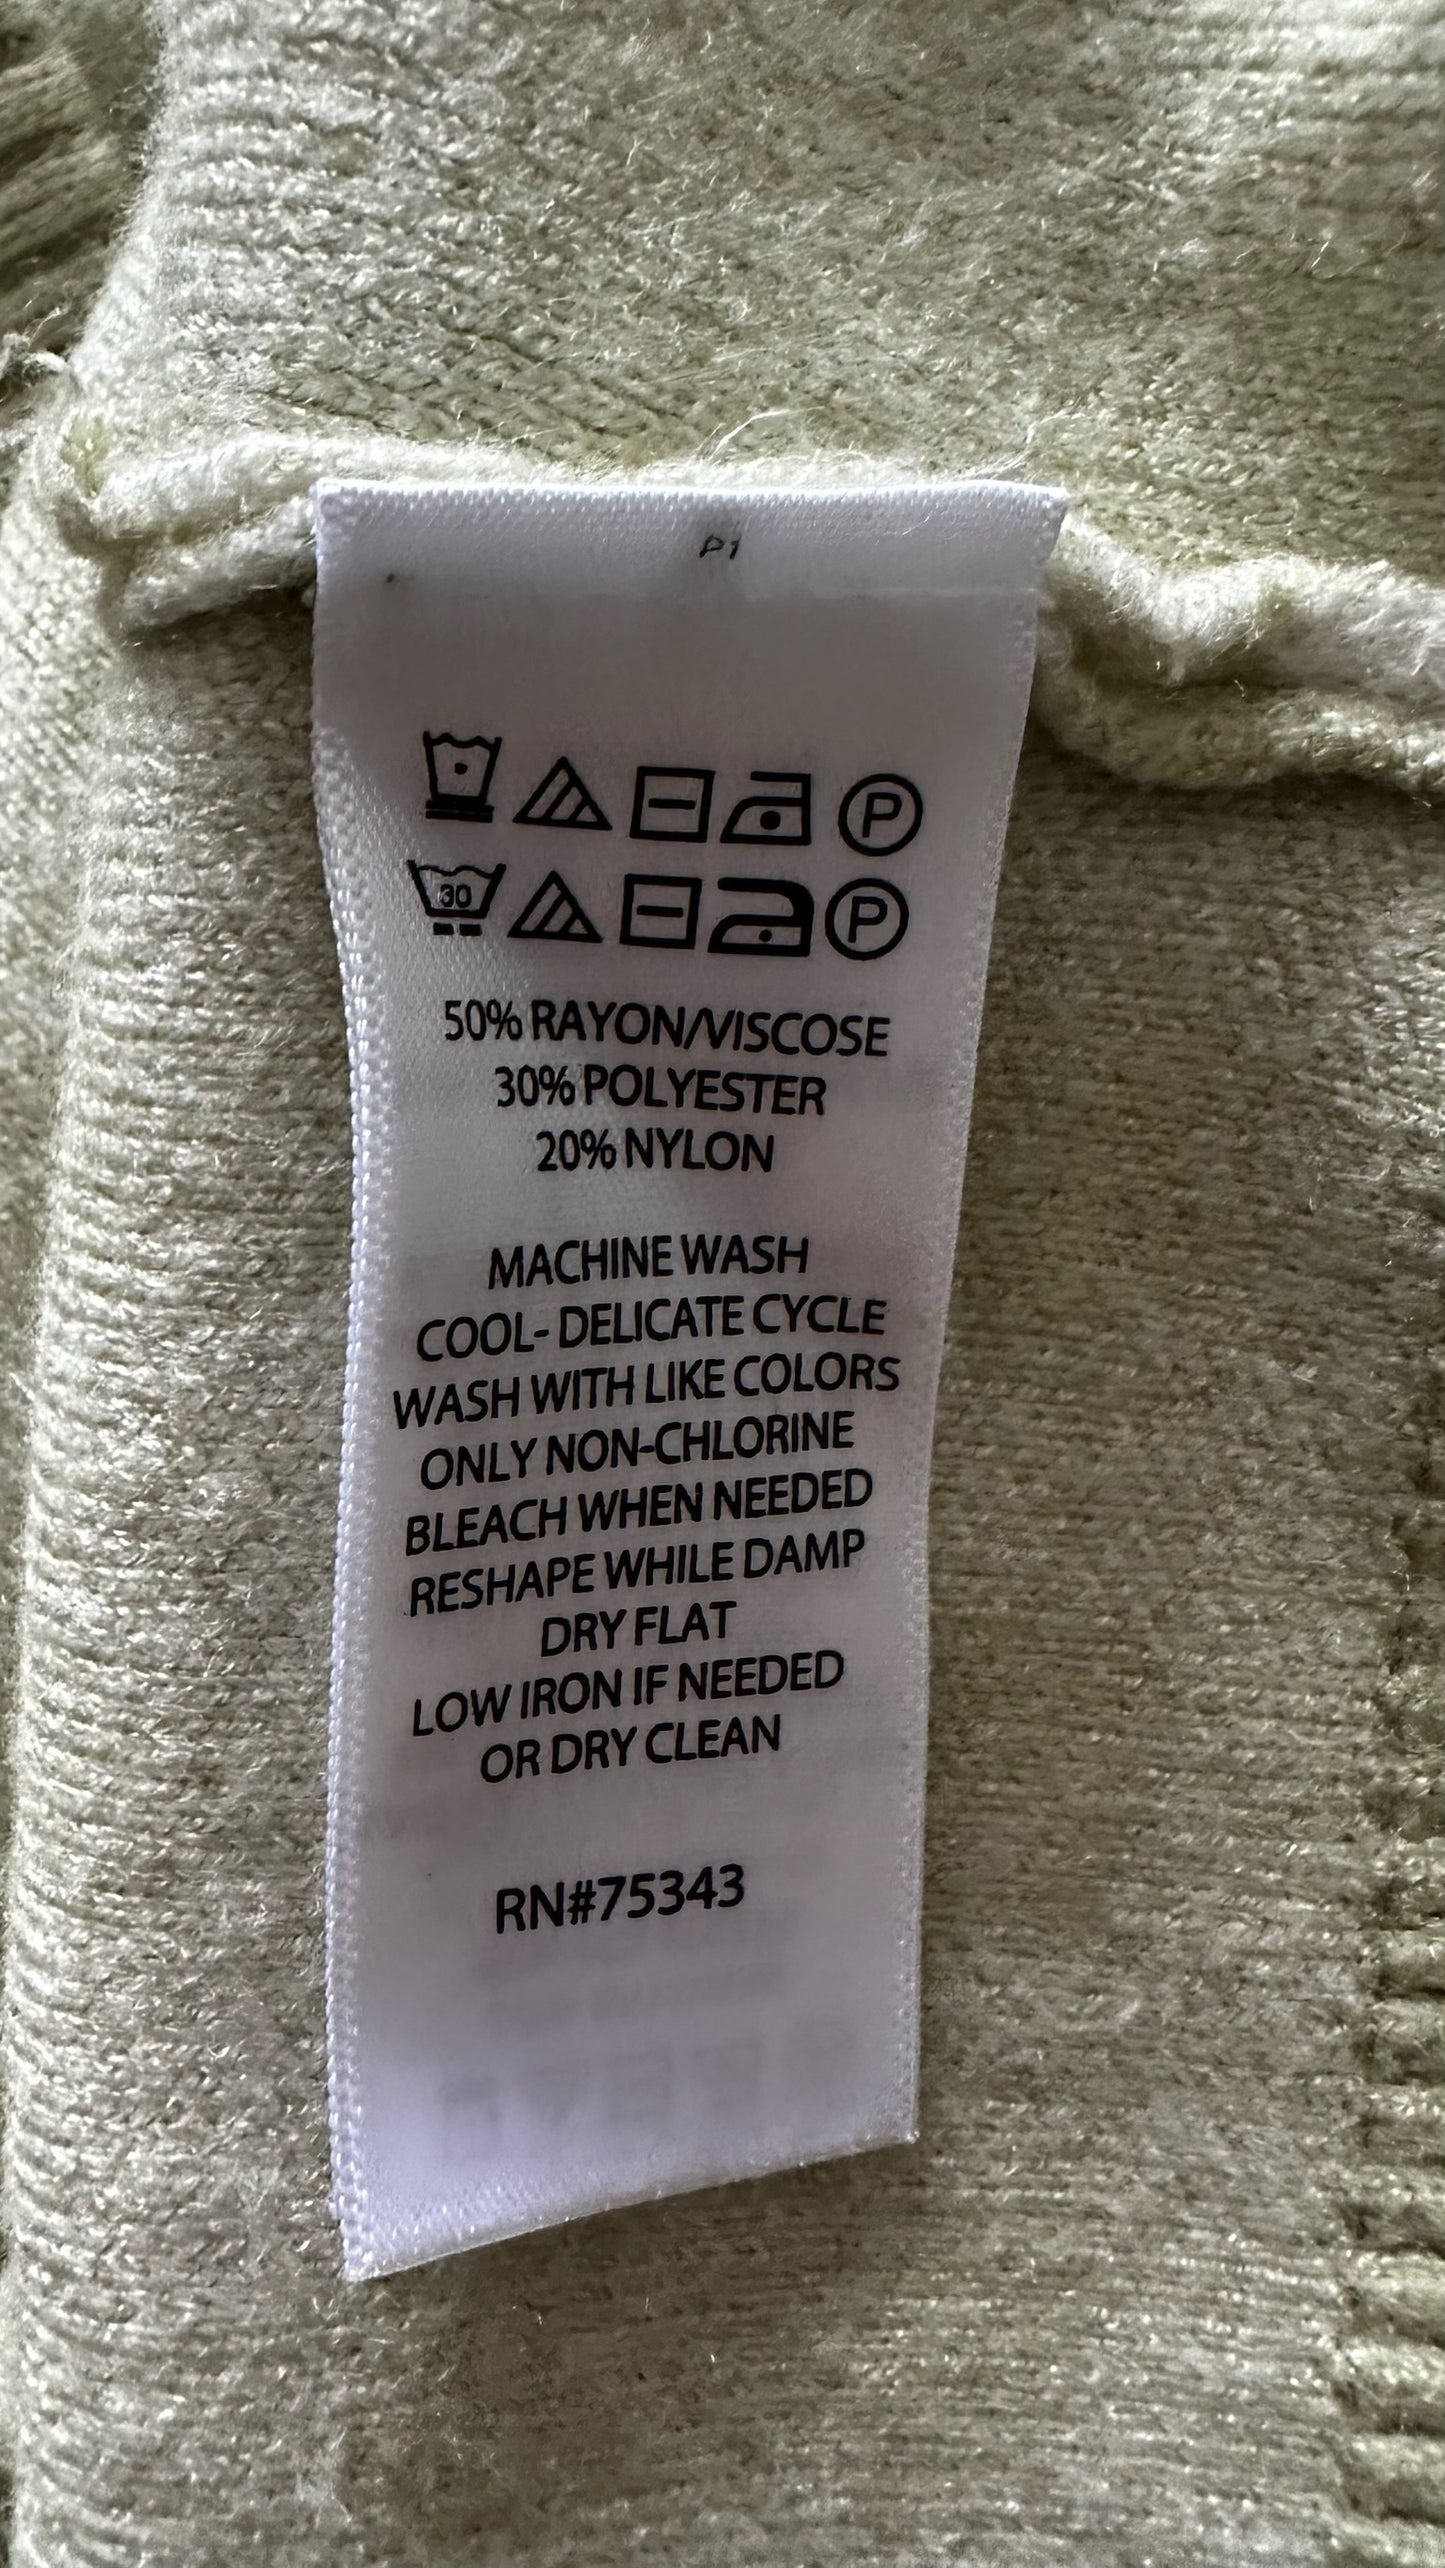 P
30 P
50% RAYON/VISCOSE
30% POLYESTER
20% NYLON
MACHINE WASH
COOL- DELICATE CYCLE
WASH WITH LIKE COLORS
ONLY NON-CHLORINE
BLEACH WHEN NEEDED
RESHAPE WHILE DAMP
DRY FLAT
LOW IRON IF NEEDED
OR DRY CLEAN
RN#75343